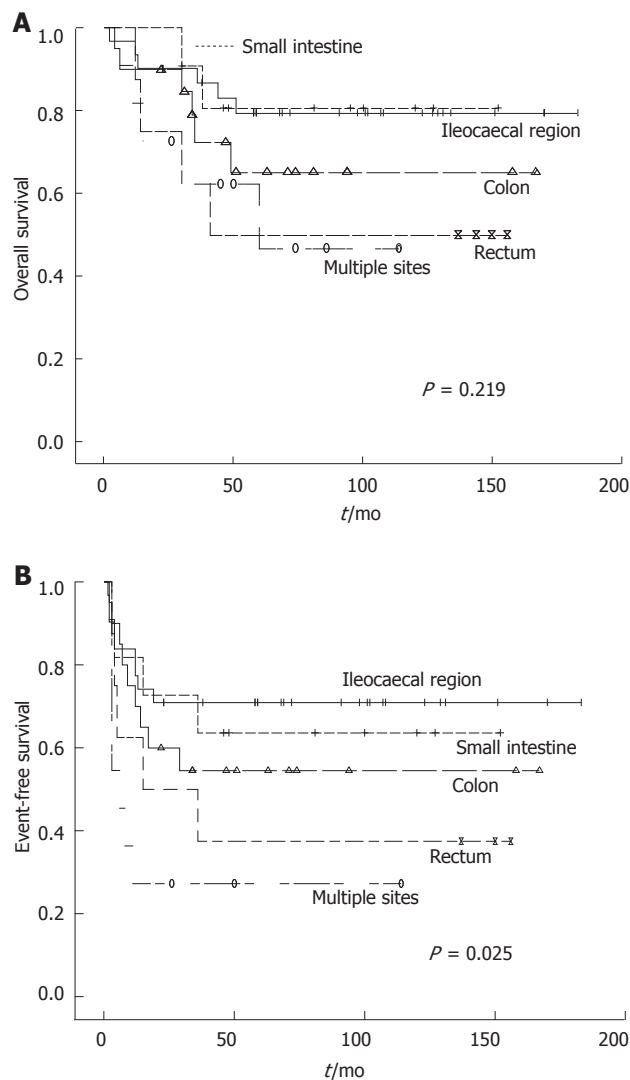 A
1.0
Small intestine
0.8
Ileocaecal region
Colon
Overall survival
0.6
Rectum
Multiple sites
0.4
P = 0.219
0.2
0.0
0 50 100 150 200
t/mo
B
1.0
0.8
Ileocaecal region
Small intestine
Event-free survival
0.6
Colon
0.4
Rectum
Multiple sites
0.2
P = 0.025
0.0
0 50 100 150 200
t/mo